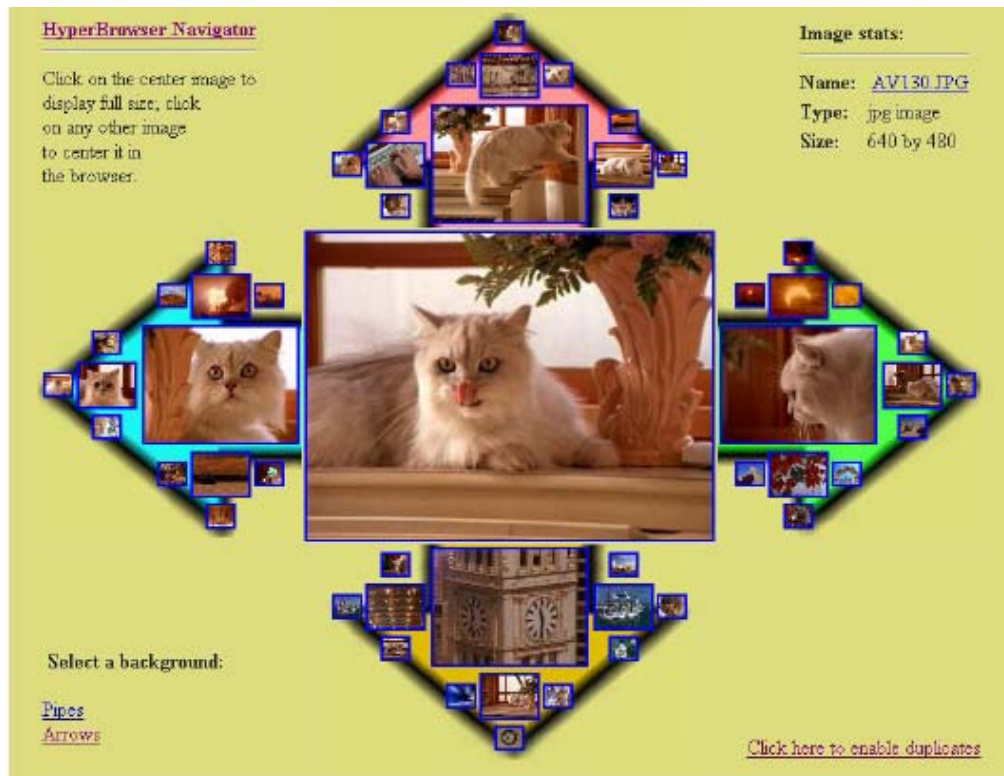 HyperBrowser Navigator
Click on the center image to
display full size; click
on any other image
to center it in
the browser.
Image stats:
Name: AV130.JPG
Type: jpg image
Size: 640 by 480
Select a background:
Pipes
Arrows
Click here to enable duplicates